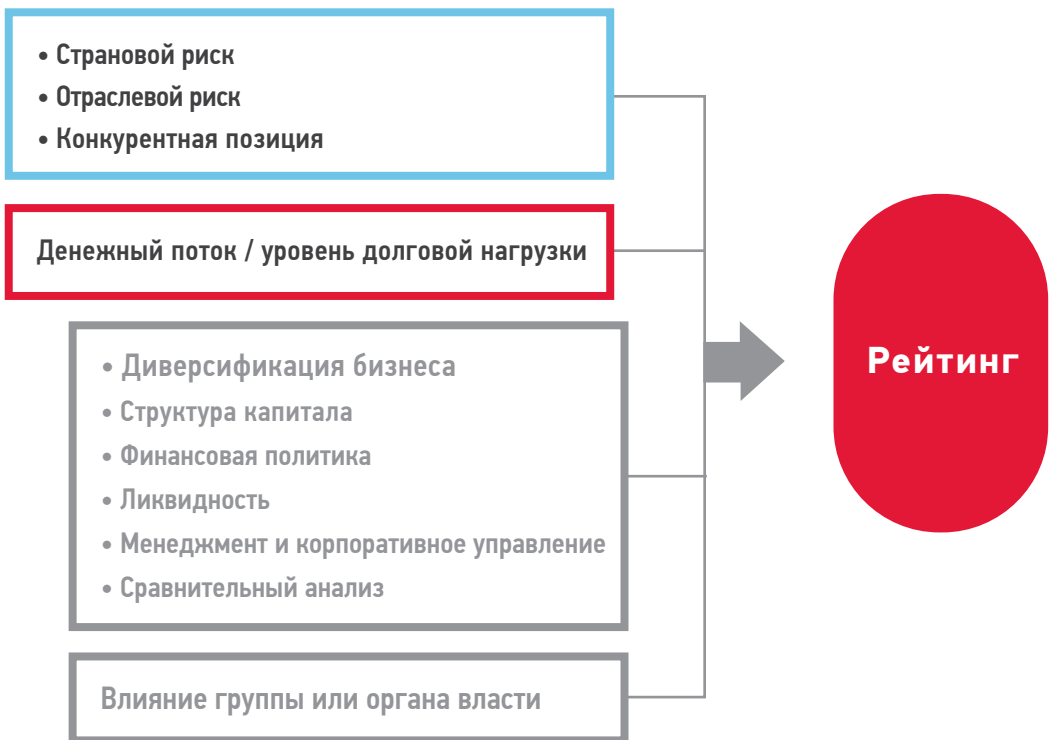 • Страновой риск
• Отраслевой риск
• Конкурентная позиция
Денежный поток / уровень долговой нагрузки
• Диверсификация бизнеса
• Структура капитала
• Финансовая политика
• Ликвидность
• Менеджмент и корпоративное управление
• Сравнительный анализ
Влияние группы или органа власти
Рейтинг